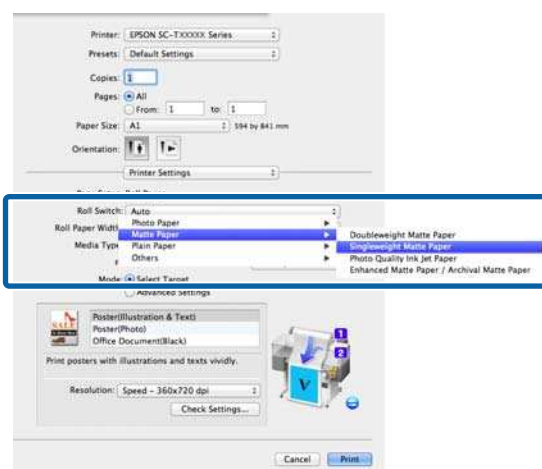 Printer: EPSON SC-TXXXXX Series
Presets: Default Settings
Copies: 1
Pages: All
From: 1 to: 1
Paper Size: A1 594 by 841 mm
Orientation:
Printer Settings
Roll Switch: Auto
Photo Paper
Roll Paper Width
Matte Paper
Doubleweight Matte Paper
Media Type
Plain Paper
Singleweight Matte Paper
Others
Photo Quality Ink Jet Paper
Enhanced Matte Paper / Archival Matte Paper
Mode: Select Target
Advanced Settings
SALE
Poster(Illustration & Text)
Poster(Photo)
Office Document(Black)
1
2
V
Print posters with illustrations and texts vividly.
Resolution: Speed - 360x720 dpi
Check Settings...
Cancel Print